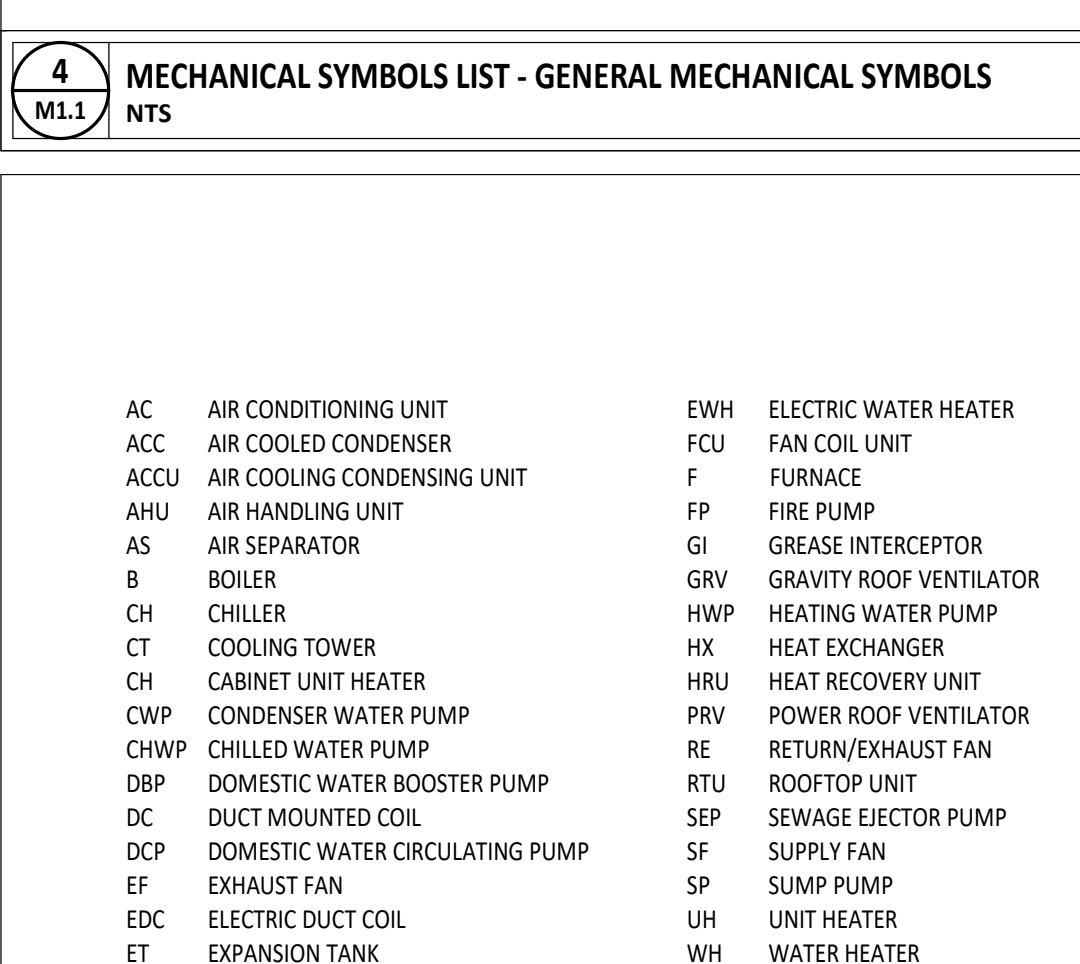 4
M1.1
MECHANICAL SYMBOLS LIST - GENERAL MECHANICAL SYMBOLS
NTS
AC AIR CONDITIONING UNIT
ACC AIR COOLED CONDENSER
ACCU AIR COOLING CONDENSING UNIT
AHU AIR HANDLING UNIT
AS AIR SEPARATOR
B BOILER
CH CHILLER
CT COOLING TOWER
CH CABINET UNIT HEATER
CWP CONDENSER WATER PUMP
CHWP CHILLED WATER PUMP
DBP DOMESTIC WATER BOOSTER PUMP
DC DUCT MOUNTED COIL
DCP DOMESTIC WATER CIRCULATING PUMP
EF EXHAUST FAN
EDC ELECTRIC DUCT COIL
ET EXPANSION TANK
EWH ELECTRIC WATER HEATER
FCU FAN COIL UNIT
F FURNACE
FP FIRE PUMP
GI GREASE INTERCEPTOR
GRV GRAVITY ROOF VENTILATOR
HWP HEATING WATER PUMP
HX HEAT EXCHANGER
HRU HEAT RECOVERY UNIT
PRV POWER ROOF VENTILATOR
RE RETURN/EXHAUST FAN
RTU ROOFTOP UNIT
SEP SEWAGE EJECTOR PUMP
SF SUPPLY FAN
SP SUMP PUMP
UH UNIT HEATER
WH WATER HEATER